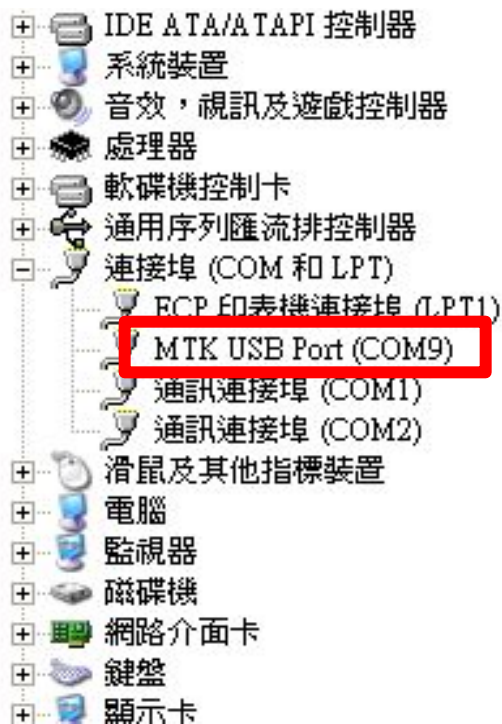 IDE ATA/ATAPI 控制器
系統裝置
音效，視訊及遊戲控制器
處理器
軟碟機控制卡
通用序列匯流排控制器
連接埠 (COM 和 LPT)
ECP 印表機連接埠 (LPT1)
MTK USB Port (COM9)
通訊連接埠 (COM1)
通訊連接埠 (COM2)
滑鼠及其他指標裝置
電腦
監視器
磁碟機
網路介面卡
鍵盤
顯示卡